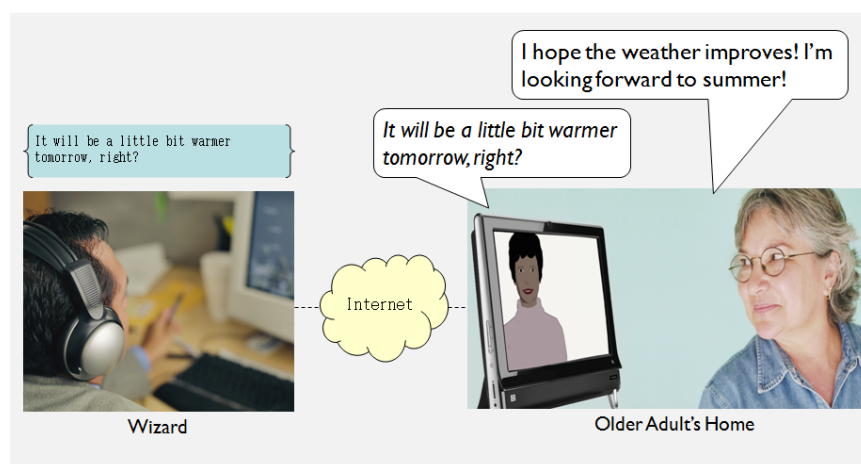 I hope the weather improves! I'm
looking forward to summer!
It will be a little bit warmer
tomorrow, right?
It will be a little bit warmer
tomorrow, right?
Internet
Wizard
Older Adult's Home